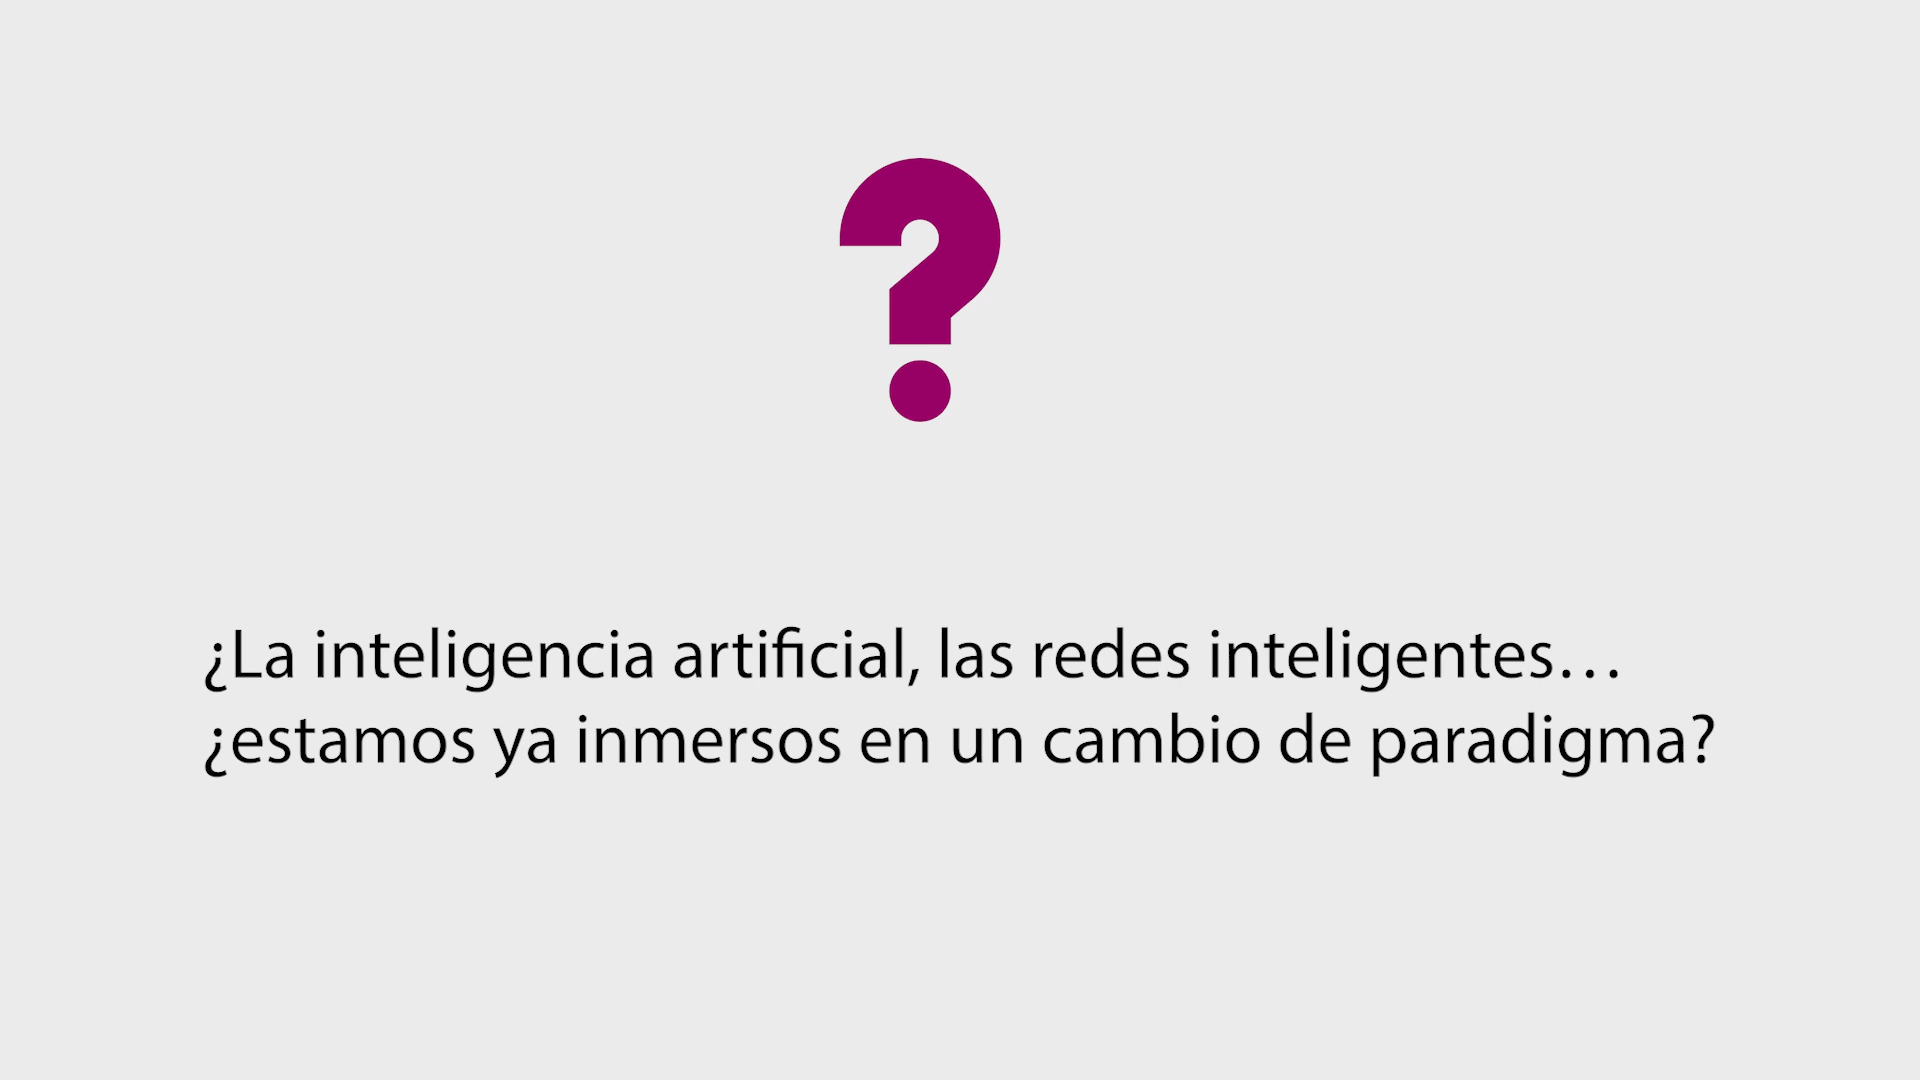 ?
¿La inteligencia artificial, las redes inteligentes…
¿estamos ya inmersos en un cambio de paradigma?